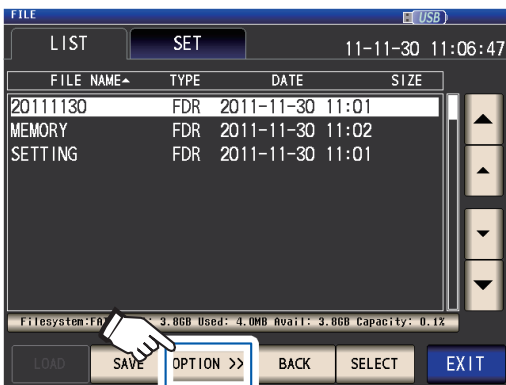 FILE USB
LIST SET 11-11-30 11:06:47
FILE NAME▲ TYPE DATE SIZE
20111130 FDR 2011-11-30 11:01
MEMORY FDR 2011-11-30 11:02
SETTING FDR 2011-11-30 11:01
Filesystem: 3.8GB Used: 4.0MB Avail: 3.8GB Capacity: 0.1%
LOAD SAVE OPTION >> BACK SELECT EXIT